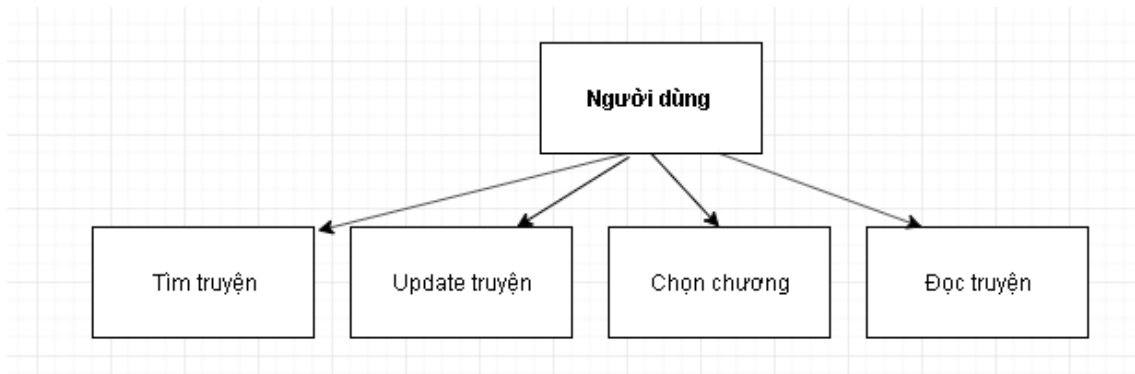 Người dùng
Tìm truyện
Update truyện
Chọn chương
Đọc truyện